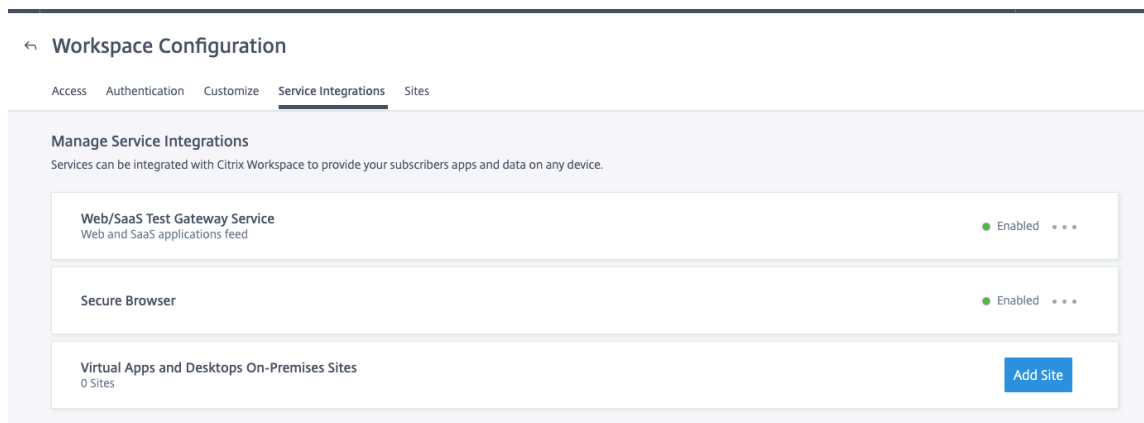 Workspace Configuration
Access Authentication Customize Service Integrations Sites
Manage Service Integrations
Services can be integrated with Citrix Workspace to provide your subscribers apps and data on any device.
Web/SaaS Test Gateway Service
Web and SaaS applications feed
Enabled
Secure Browser
Enabled
Virtual Apps and Desktops On-Premises Sites
0 Sites
Add Site